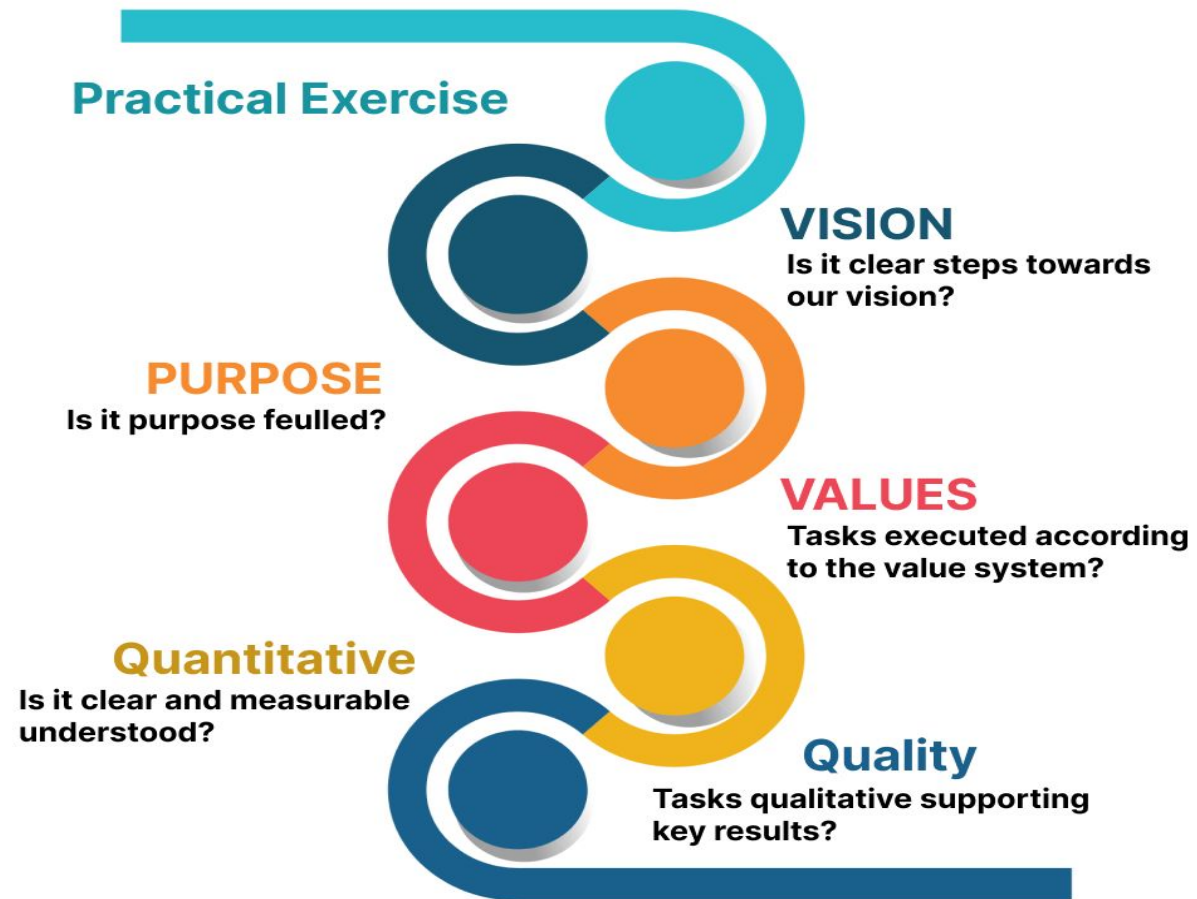 Practical Exercise
VISION
Is it clear steps towards
our vision?
PURPOSE
Is it purpose feulled?
VALUES
Tasks executed according
to the value system?
Quantitative
Is it clear and measurable
understood?
Quality
Tasks qualitative supporting
key results?